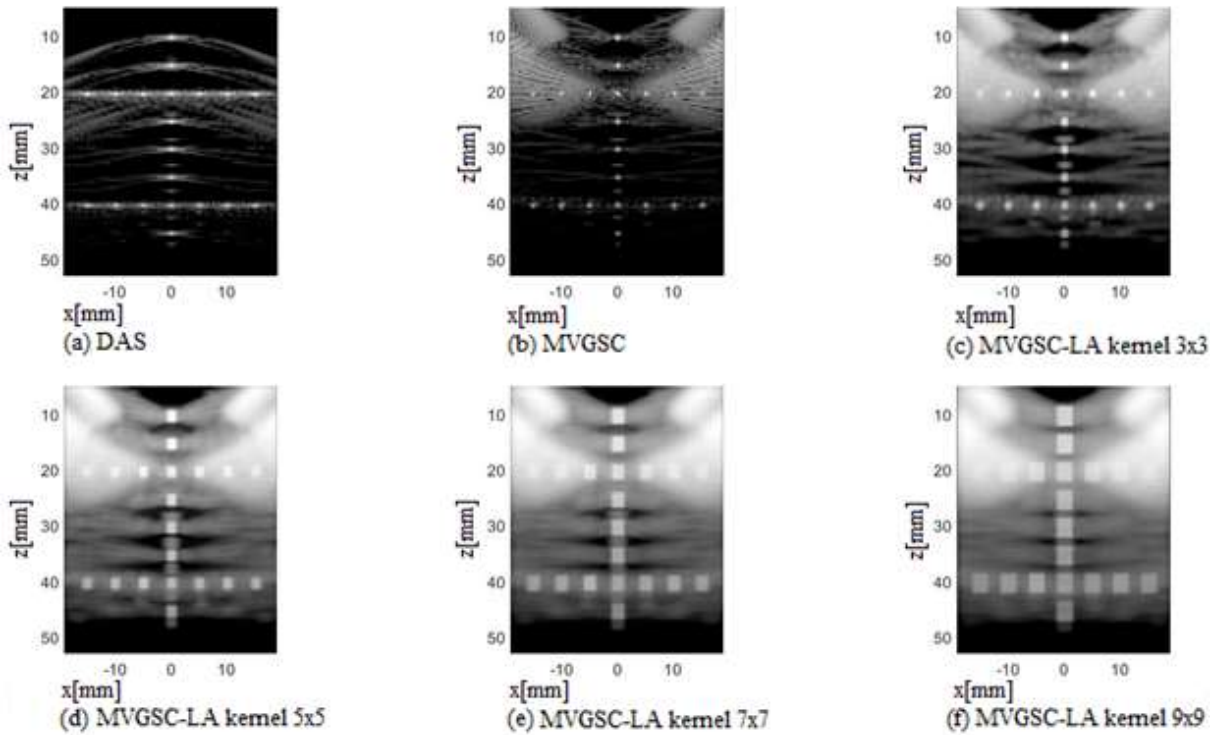 10
20
30
40
50
z[mm]
-10 0 10
x[mm]
(a) DAS
10
20
30
40
50
z[mm]
-10 0 10
x[mm]
(b) MVGSC
10
20
30
40
50
z[mm]
-10 0 10
x[mm]
(c) MVGSC-LA kernel 3x3
10
20
30
40
50
z[mm]
-10 0 10
x[mm]
(d) MVGSC-LA kernel 5x5
10
20
30
40
50
z[mm]
-10 0 10
x[mm]
(e) MVGSC-LA kernel 7x7
10
20
30
40
50
z[mm]
-10 0 10
x[mm]
(f) MVGSC-LA kernel 9x9